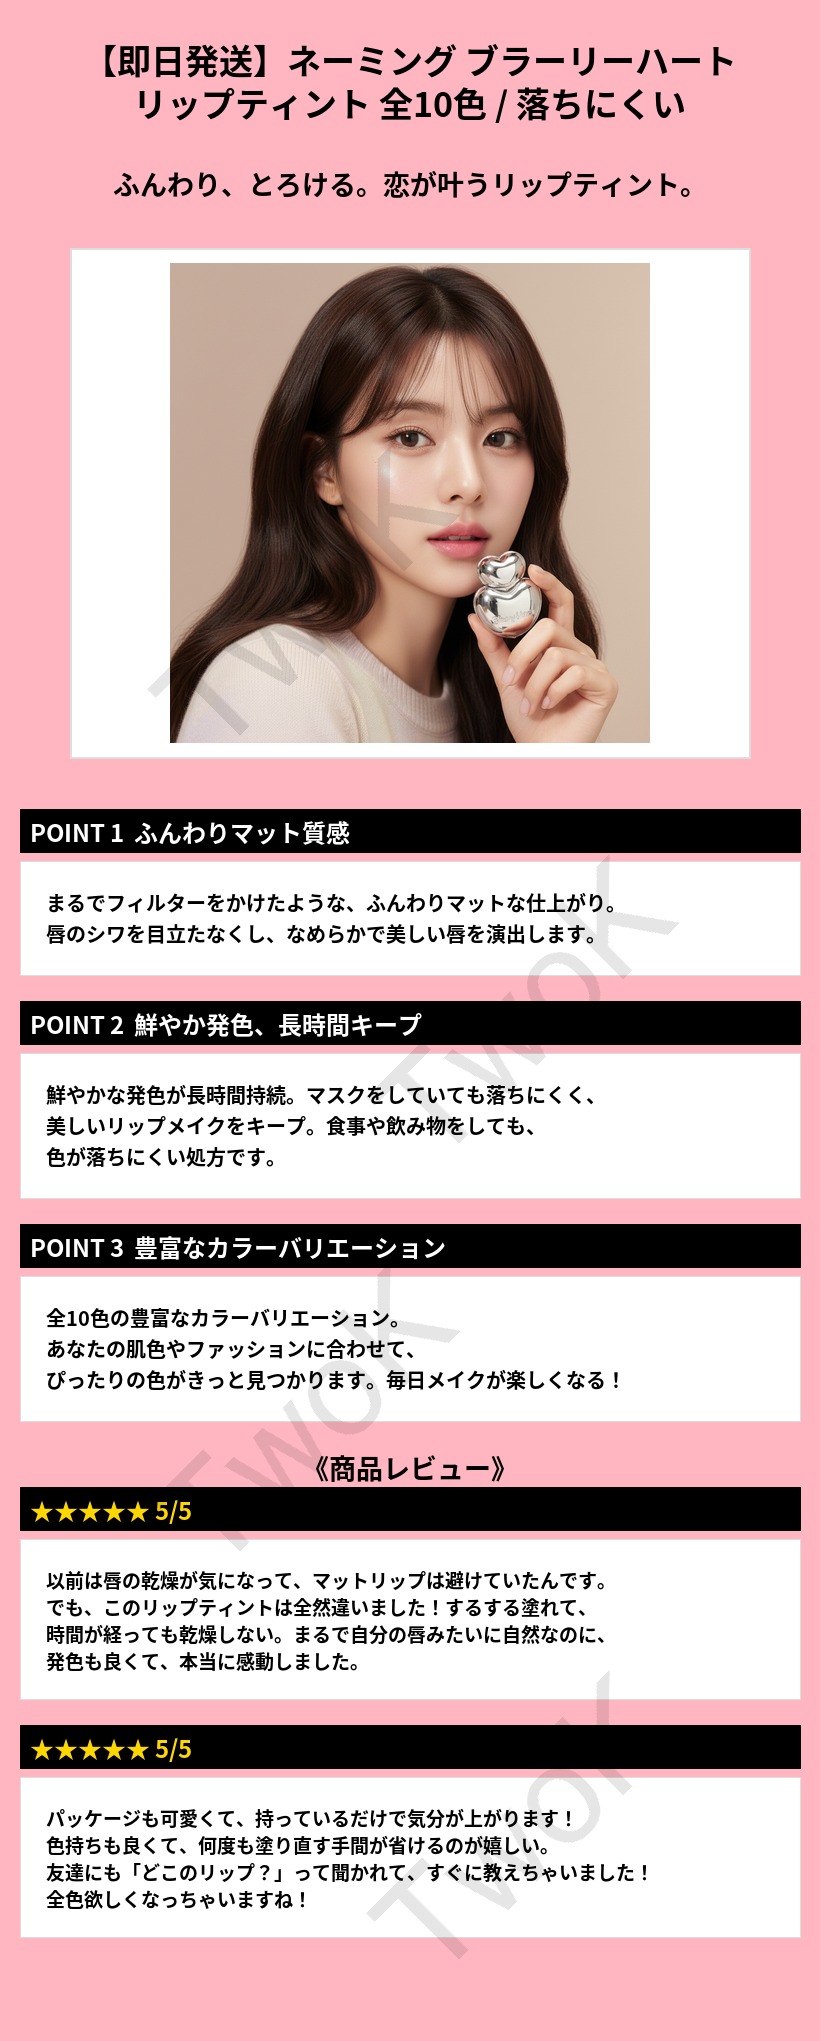 【即日発送】ネーミング ブラーリーハート
リップティント 全10色 / 落ちにくい
ふんわり、とろける。恋が叶うリップティント。
TwoK
POINT 1 ふんわりマット質感
まるでフィルターをかけたような、ふんわりマットな仕上がり。
唇のシワを目立たなくし、なめらかで美しい唇を演出します。
TwoK
POINT 2 鮮やか発色、長時間キープ
鮮やかな発色が長時間持続。マスクをしていても落ちにくく、
美しいリップメイクをキープ。食事や飲み物をしても、
色が落ちにくい処方です。
POINT 3 豊富なカラーバリエーション
全10色の豊富なカラーバリエーション。
あなたの肌色やファッションに合わせて、
ぴったりの色がきっと見つかります。毎日メイクが楽しくなる！
TwoK
《商品レビュー》
★★★★★ 5/5
以前は唇の乾燥が気になって、マットリップは避けていたんです。
でも、このリップティントは全然違いました！するする塗れて、
時間が経っても乾燥しない。まるで自分の唇みたいに自然なのに、
発色も良くて、本当に感動しました。
★★★★★ 5/5
パッケージも可愛くて、持っているだけで気分が上がります！
色持ちも良くて、何度も塗り直す手間が省けるのが嬉しい。
友達にも「どこのリップ？」って聞かれて、すぐに教えちゃいました！
全色欲しくなっちゃいますね！
TwoK